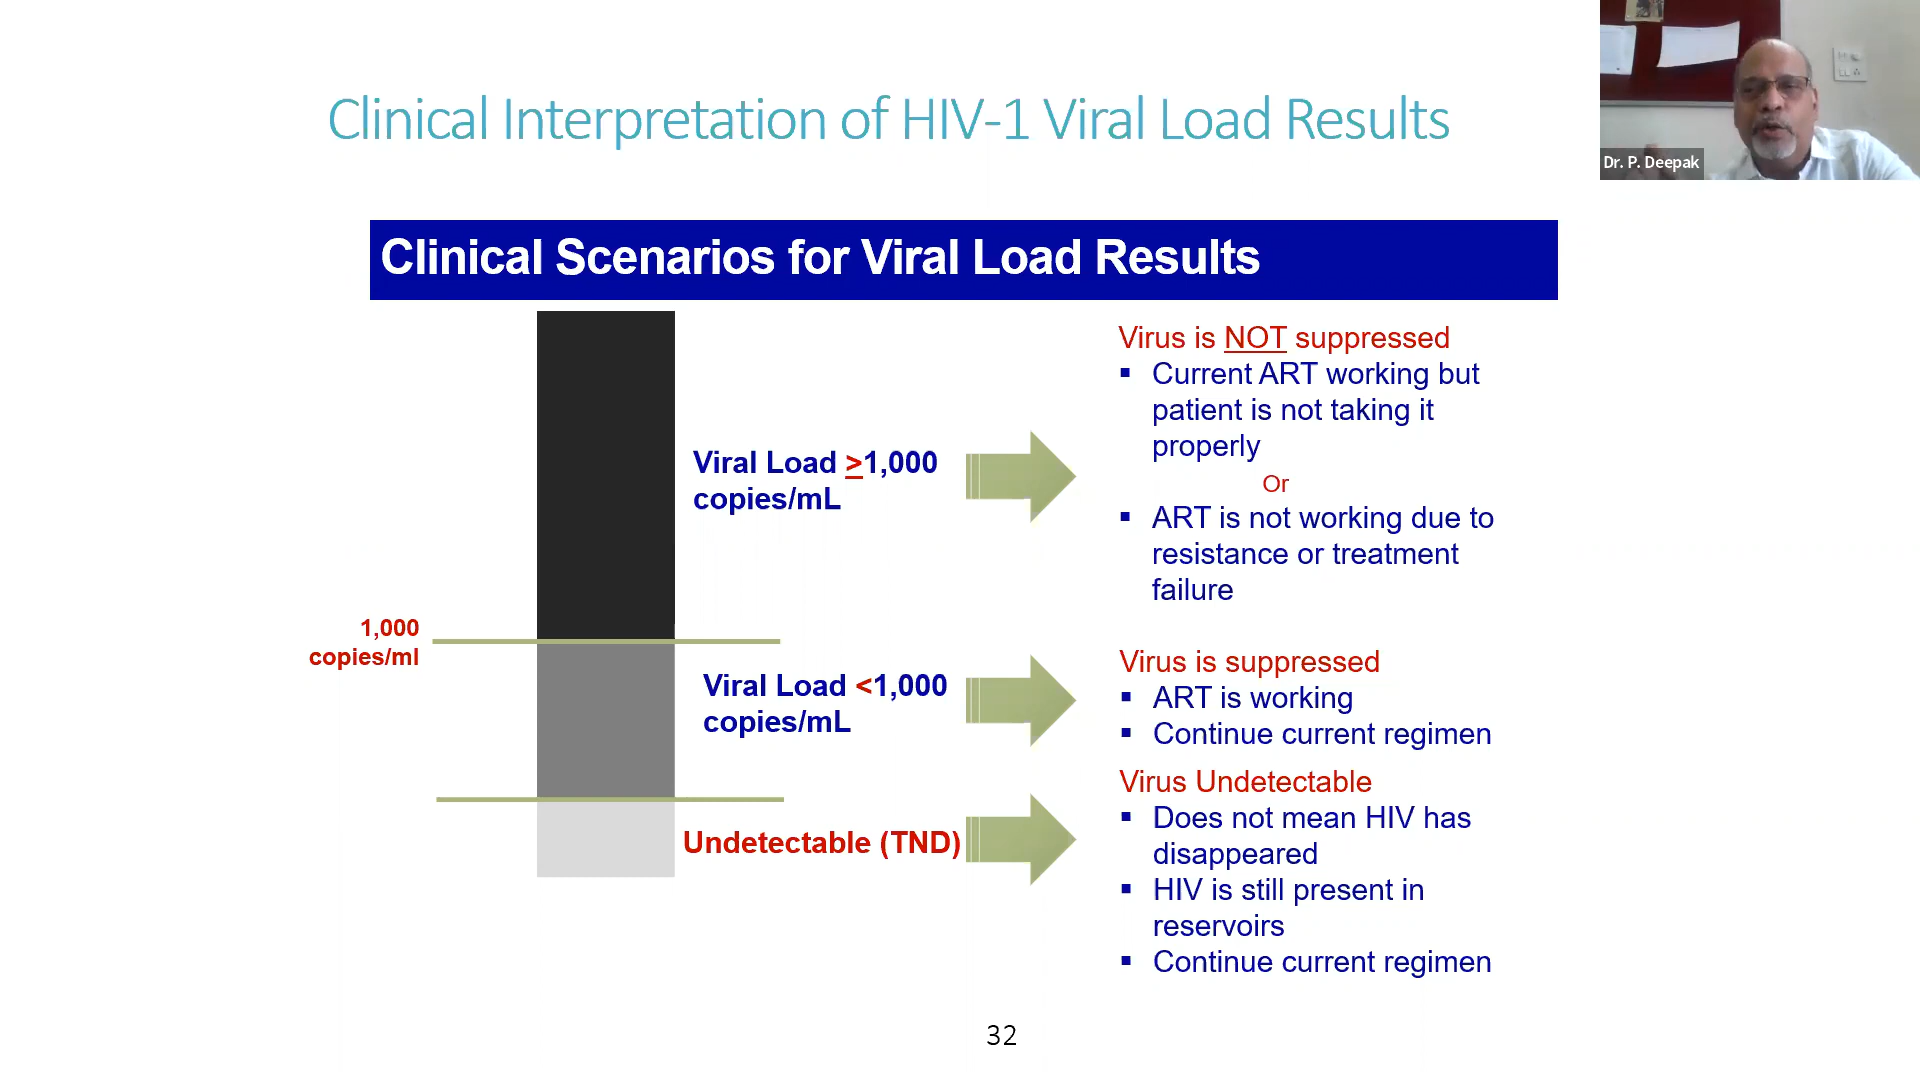 Clinical Interpretation of HIV-1 Viral Load Results
Dr. P. Deepak
Clinical Scenarios for Viral Load Results
Viral Load ≥1,000
copies/mL
Virus is NOT suppressed
▪ Current ART working but
patient is not taking it
properly
Or
▪ ART is not working due to
resistance or treatment
failure
1,000
copies/ml
Viral Load <1,000
copies/mL
Virus is suppressed
▪ ART is working
▪ Continue current regimen
Undetectable (TND)
Virus Undetectable
▪ Does not mean HIV has
disappeared
▪ HIV is still present in
reservoirs
▪ Continue current regimen
32